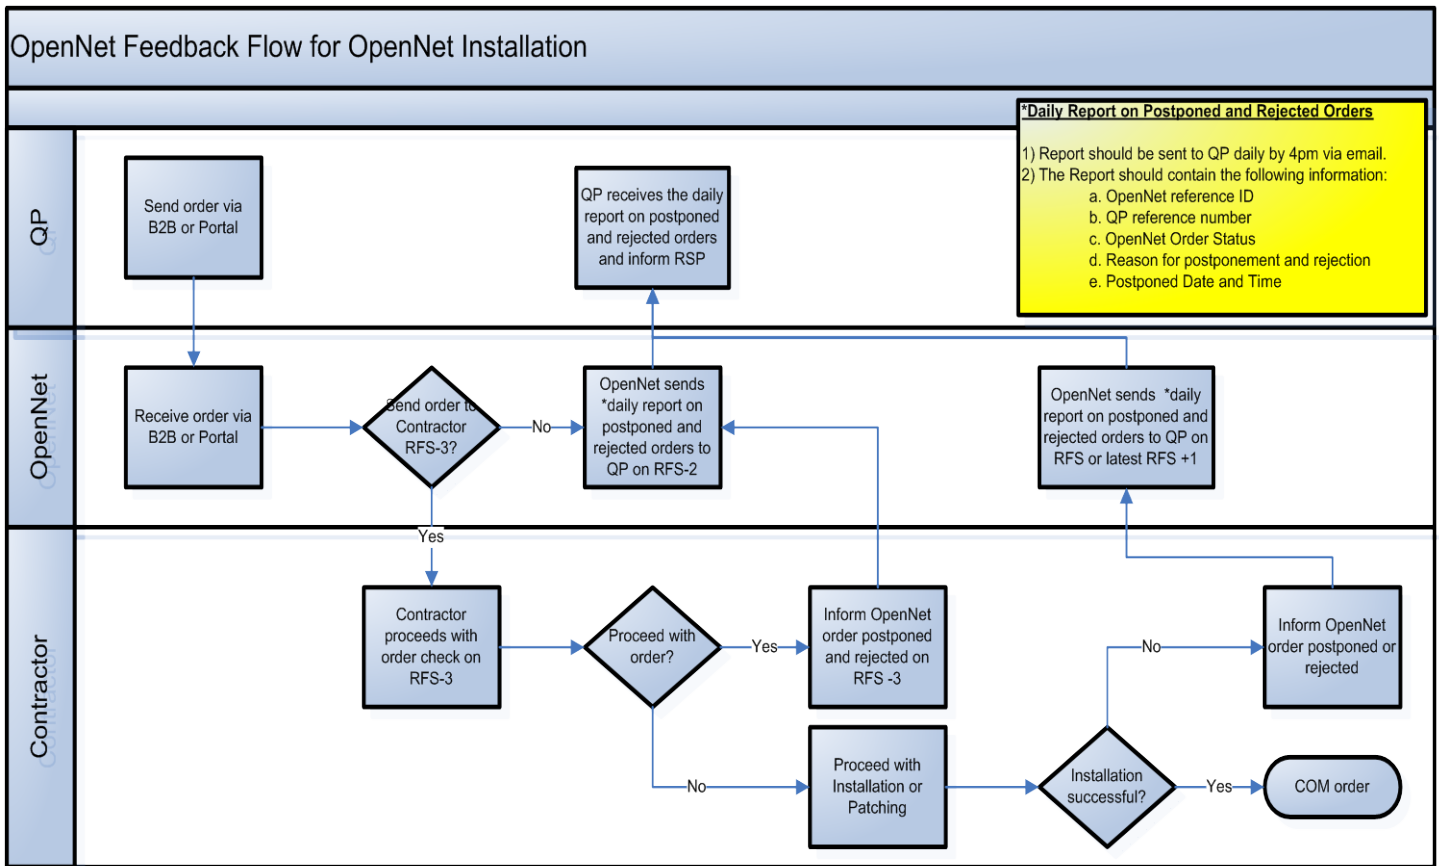 OpenNet Feedback Flow for OpenNet Installation
*Daily Report on Postponed and Rejected Orders
1) Report should be sent to QP daily by 4pm via email.
2) The Report should contain the following information:
a. OpenNet reference ID
b. QP reference number
c. OpenNet Order Status
d. Reason for postponement and rejection
e. Postponed Date and Time
QP
Send order via
B2B or Portal
QP receives the daily
report on postponed
and rejected orders
and inform RSP
OpenNet
Receive order via
B2B or Portal
Send order to
Contractor
RFS-3?
No
OpenNet sends
*daily report on
postponed and
rejected orders to
QP on RFS-2
OpenNet sends *daily
report on postponed and
rejected orders to QP on
RFS or latest RFS +1
Yes
Contractor
Contractor
proceeds with
order check on
RFS-3
Proceed with
order?
Yes
Inform OpenNet
order postponed
and rejected on
RFS -3
No
Inform OpenNet
order postponed or
rejected
No
Proceed with
Installation or
Patching
Installation
successful?
Yes
COM order